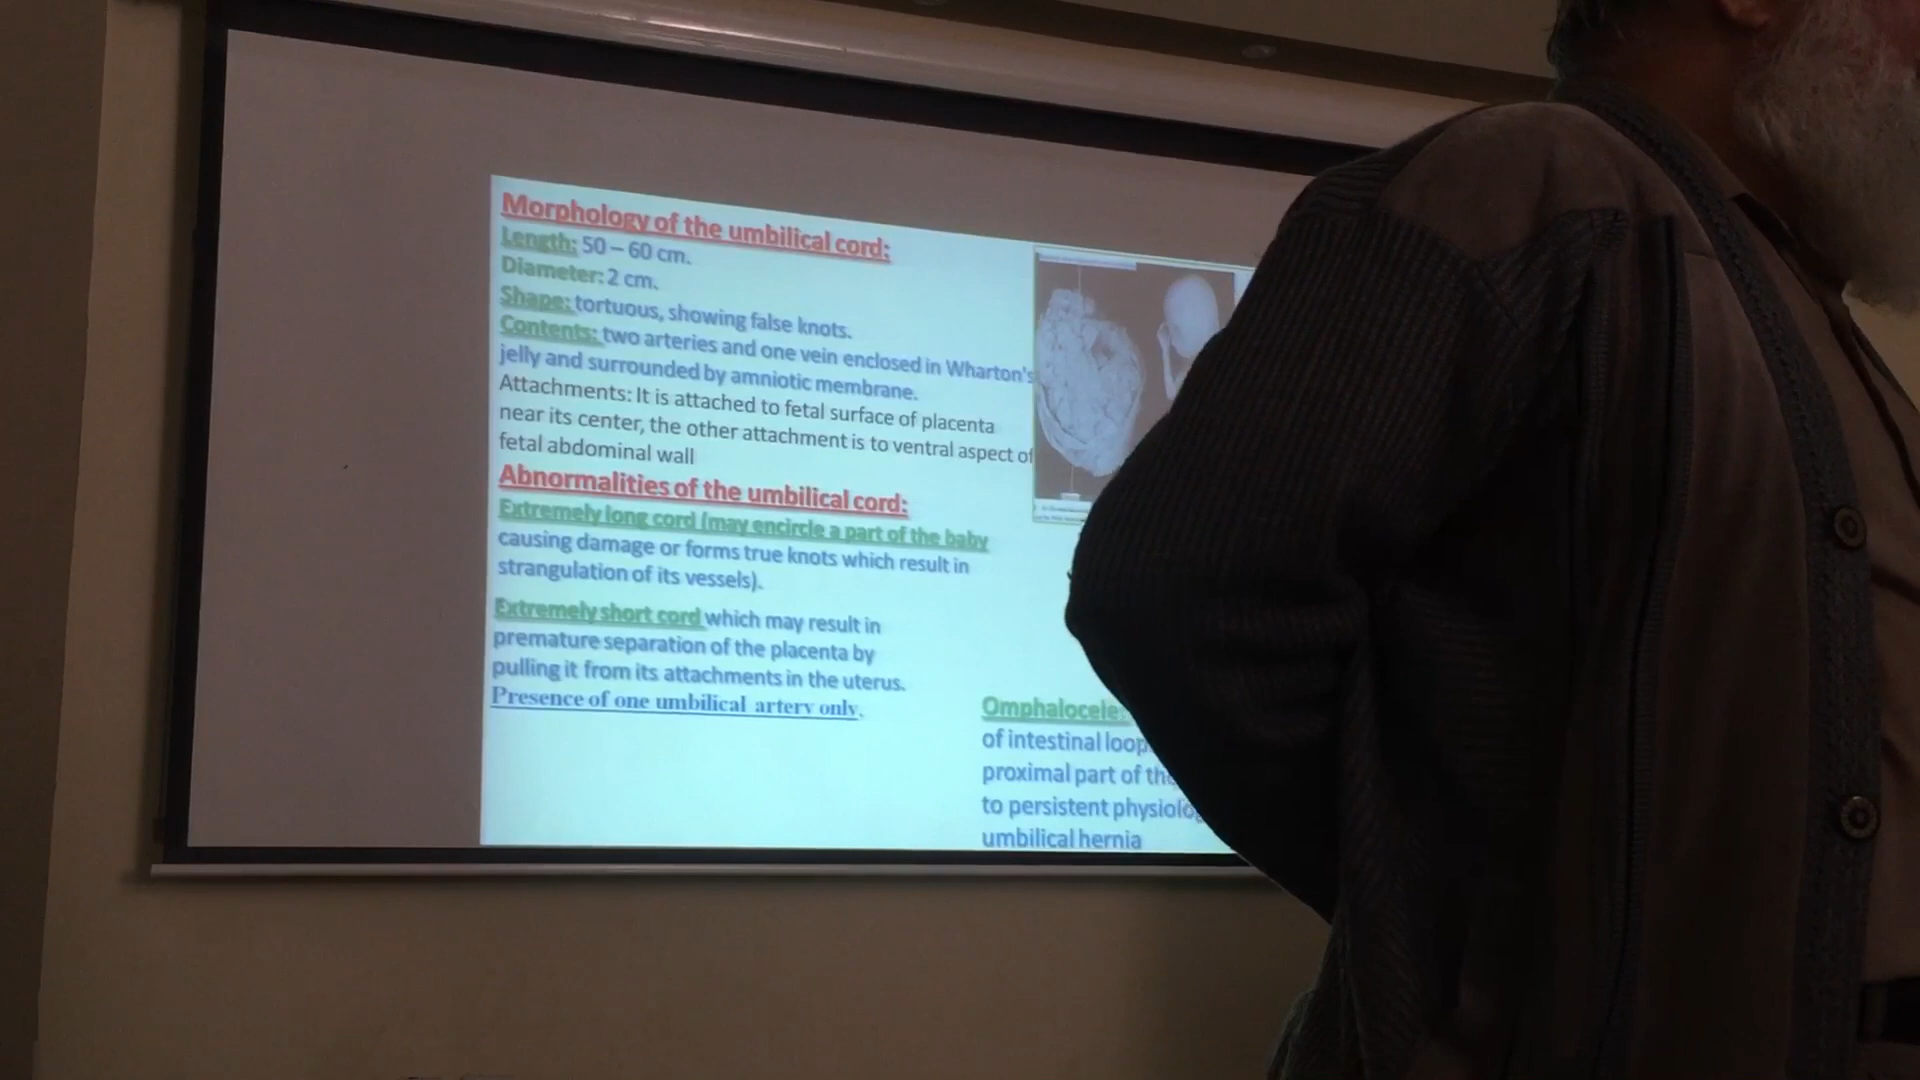 Morphology of the umbilical cord:
Length: 50 – 60 cm.
Diameter: 2 cm.
Shape: tortuous, showing false knots.
Contents: two arteries and one vein enclosed in Wharton's
jelly and surrounded by amniotic membrane.
Attachments: It is attached to fetal surface of placenta
near its center, the other attachment is to ventral aspect of
fetal abdominal wall
Abnormalities of the umbilical cord:
Extremely long cord (may encircle a part of the baby
causing damage or forms true knots which result in
strangulation of its vessels).
Extremely short cord which may result in
premature separation of the placenta by
pulling it from its attachments in the uterus.
Presence of one umbilical artery only.
Omphalocele:
of intestinal loop
proximal part of the
to persistent physiolog
umbilical hernia